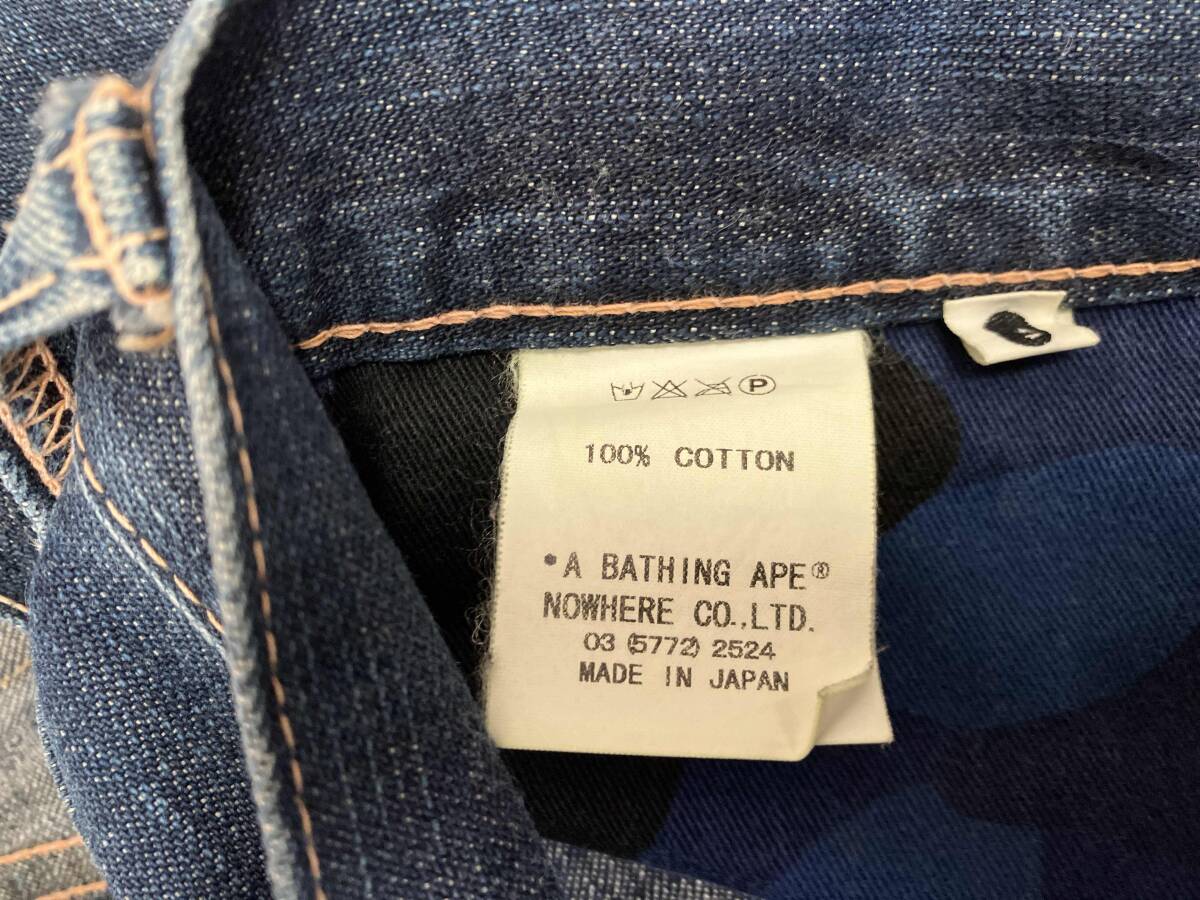 P
100% COTTON
•A BATHING APE®
NOWHERE CO.,LTD.
03 (5772) 2524
MADE IN JAPAN